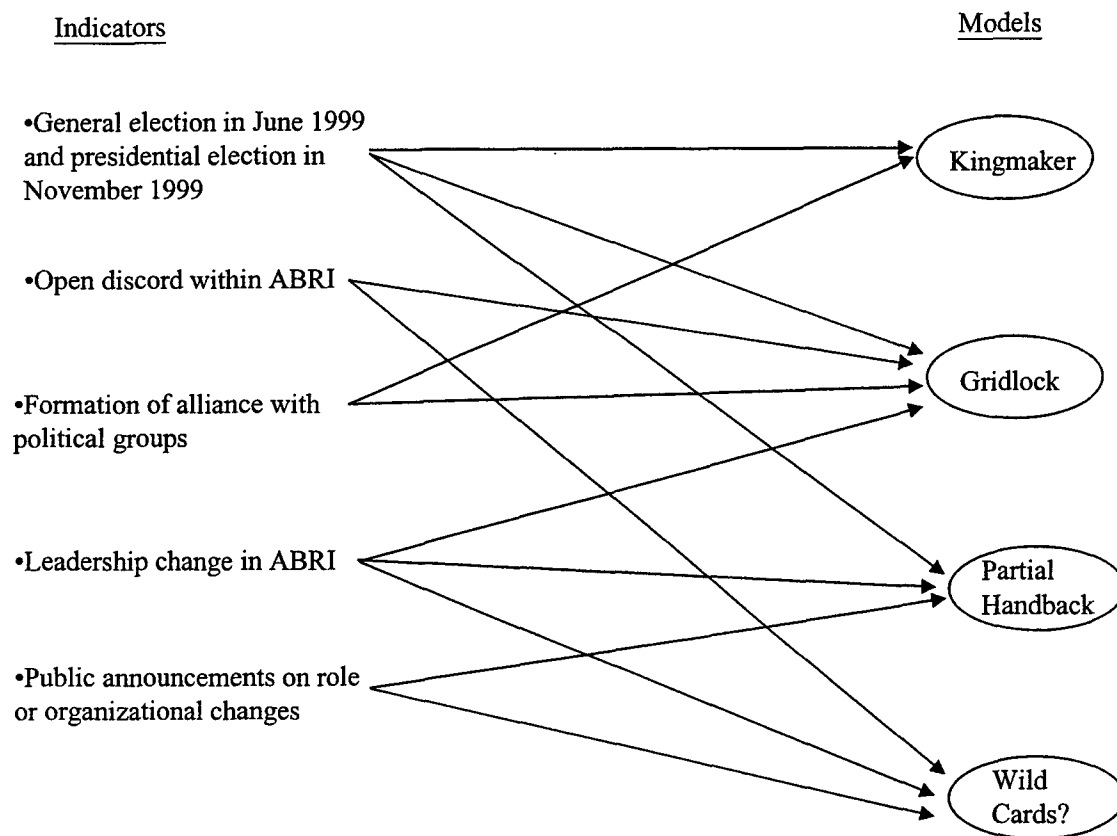 Indicators
Models
•General election in June 1999
and presidential election in
November 1999
Kingmaker
•Open discord within ABRI
Gridlock
•Formation of alliance with
political groups
•Leadership change in ABRI
Partial
Handback
•Public announcements on role
or organizational changes
Wild
Cards?